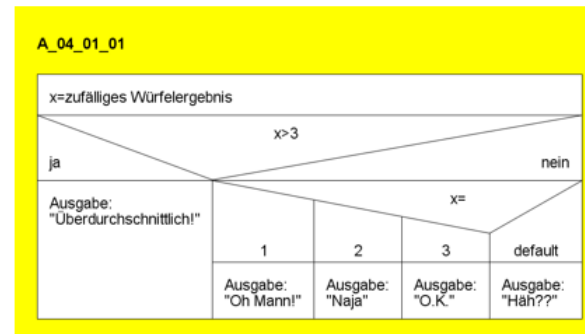 A_04_01_01
x=zufälliges Würfelergebnis
x>3
ja
nein
Ausgabe:
"Überdurchschnittlich!"
x=
1
2
3
default
Ausgabe:
"Oh Mann!"
Ausgabe:
"Naja"
Ausgabe:
"O.K."
Ausgabe:
"Häh??"